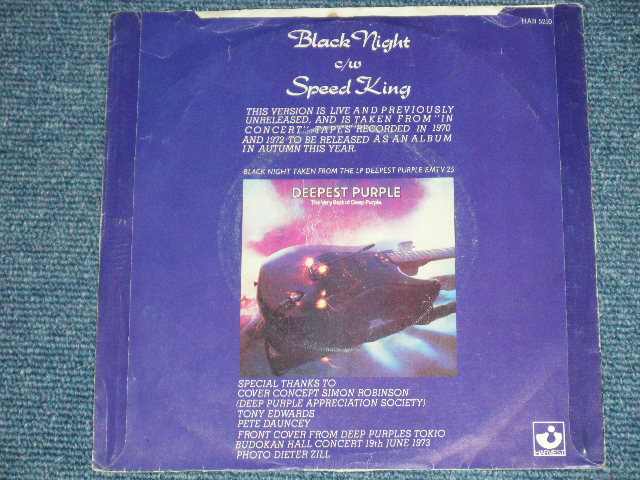 HAR 5210
Black Night
c/w
Speed King
THIS VERSION IS LIVE AND PREVIOUSLY
UNRELEASED, AND IS TAKEN FROM "IN
CONCERT" TAPES RECORDED IN 1970
AND 1972 TO BE RELEASED AS AN ALBUM
IN AUTUMN THIS YEAR.
BLACK NIGHT TAKEN FROM THE LP DEEPEST PURPLE EMTV 25
DEEPEST PURPLE
The Very Best of Deep Purple
SPECIAL THANKS TO
COVER CONCEPT SIMON ROBINSON
(DEEP PURPLE APPRECIATION SOCIETY)
TONY EDWARDS
PETE DAUNCEY
FRONT COVER FROM DEEP PURPLES TOKIO
BUDOKAN HALL CONCERT 19th JUNE 1973
PHOTO DIETER ZILL
HARVEST